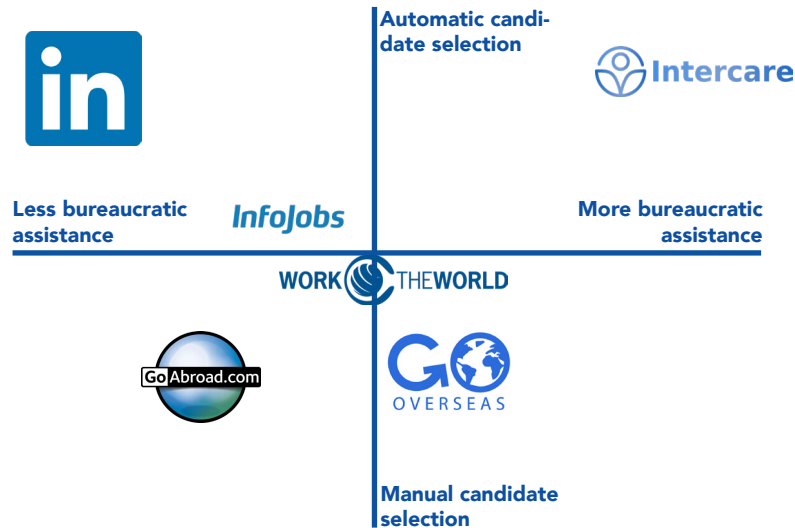 Automatic candi-
date selection
in
Intercare
Less bureaucratic
assistance
InfoJobs
More bureaucratic
assistance
WORK THEWORLD
GoAbroad.com
GO
OVERSEAS
Manual candidate
selection